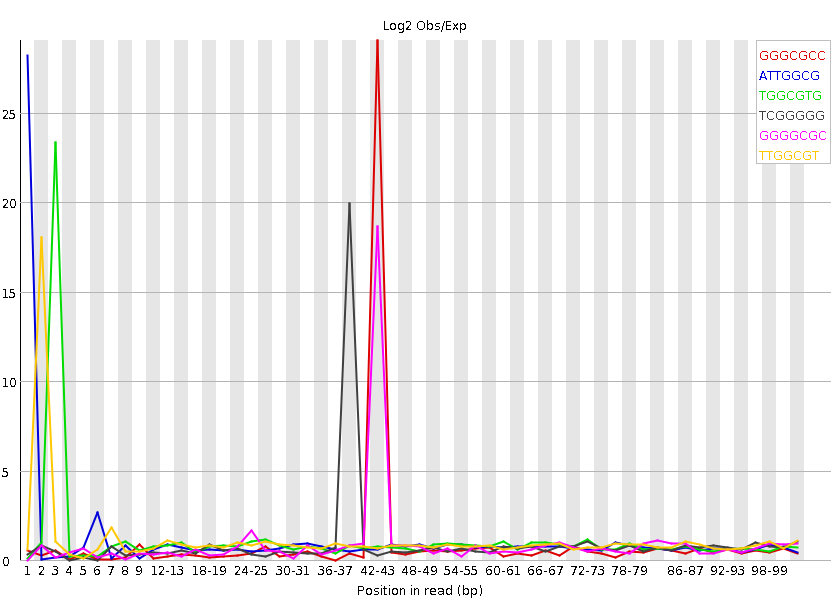 Log2 Obs/Exp
GGGCGCC
ATTGGCG
TGGCGTG
TCGGGGG
GGGGCGC
TTGGCGT
25
20
15
10
5
0
1 2 3 4 5 6 7 8 9 12-13 18-19 24-25 30-31 36-37 42-43 48-49 54-55 60-61 66-67 72-73 78-79 86-87 92-93 98-99
Position in read (bp)